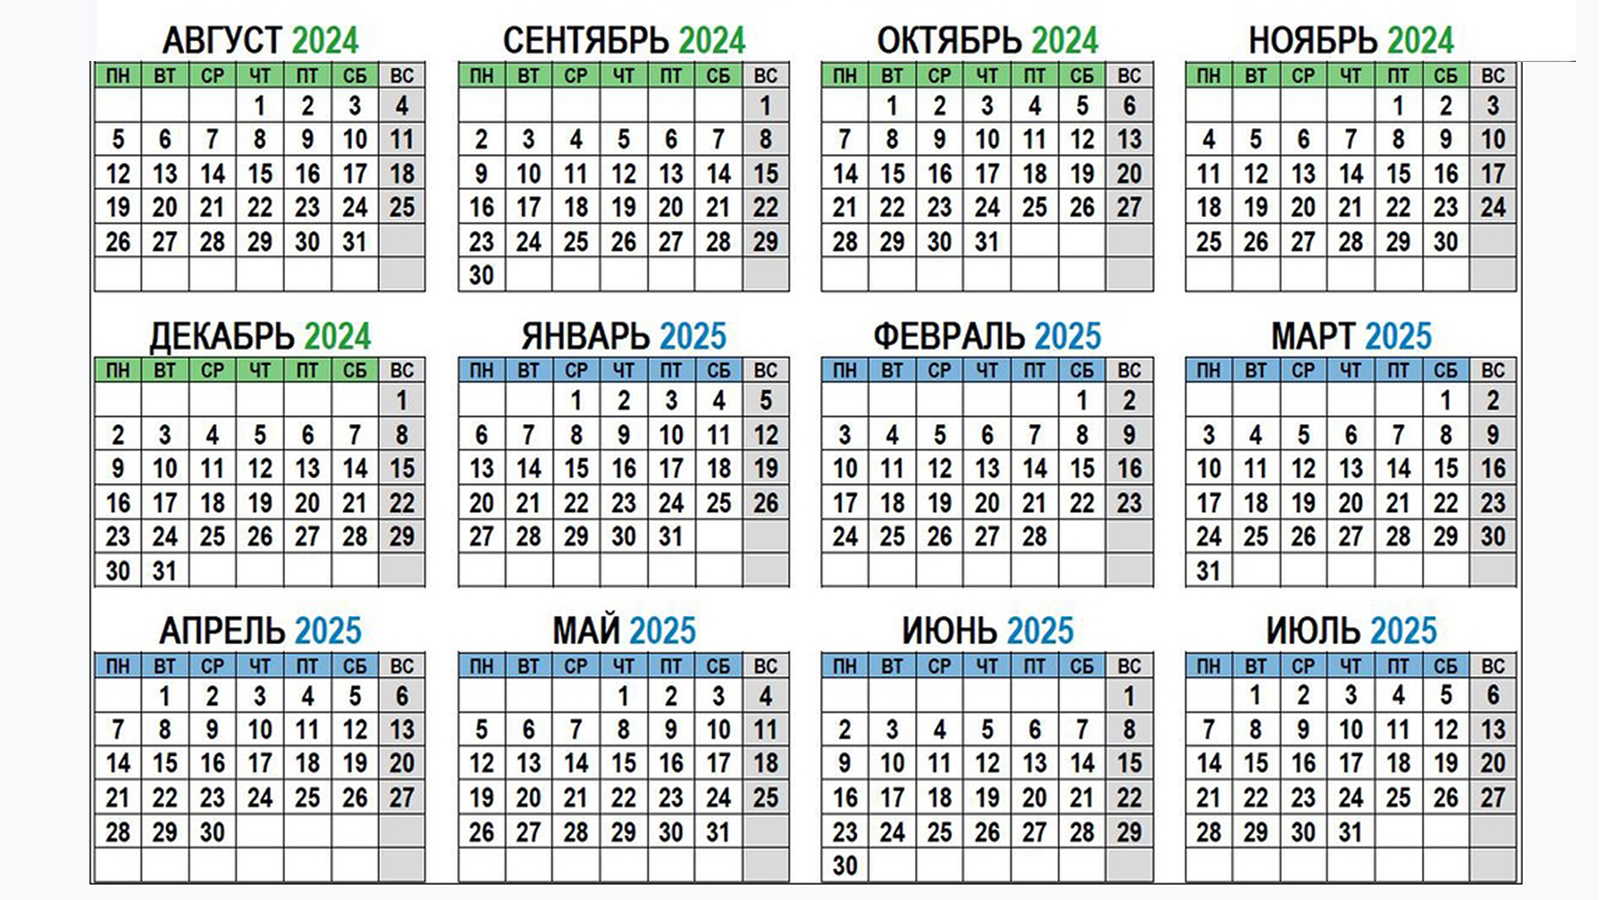 АВГУСТ 2024 СЕНТЯБРЬ 2024 ОКТЯБРЬ 2024 НОЯБРЬ 2024
ПН ВТ СР ЧТ ПТ СБ ВС ПН ВТ СР ЧТ ПТ СБ ВС ПН ВТ СР ЧТ ПТ СБ ВС ПН ВТ СР ЧТ ПТ СБ ВС
1 2 3 4 1 1 2 3 4 5 6 1 2 3
5 6 7 8 9 10 11 2 3 4 5 6 7 8 7 8 9 10 11 12 13 4 5 6 7 8 9 10
12 13 14 15 16 17 18 9 10 11 12 13 14 15 14 15 16 17 18 19 20 11 12 13 14 15 16 17
19 20 21 22 23 24 25 16 17 18 19 20 21 22 21 22 23 24 25 26 27 18 19 20 21 22 23 24
26 27 28 29 30 31 23 24 25 26 27 28 29 28 29 30 31 25 26 27 28 29 30
30
ДЕКАБРЬ 2024 ЯНВАРЬ 2025 ФЕВРАЛЬ 2025 МАРТ 2025
ПН ВТ СР ЧТ ПТ СБ ВС ПН ВТ СР ЧТ ПТ СБ ВС ПН ВТ СР ЧТ ПТ СБ ВС ПН ВТ СР ЧТ ПТ СБ ВС
1 1 2 3 4 5 1 2 1 2
2 3 4 5 6 7 8 6 7 8 9 10 11 12 3 4 5 6 7 8 9 3 4 5 6 7 8 9
9 10 11 12 13 14 15 13 14 15 16 17 18 19 10 11 12 13 14 15 16 10 11 12 13 14 15 16
16 17 18 19 20 21 22 20 21 22 23 24 25 26 17 18 19 20 21 22 23 17 18 19 20 21 22 23
23 24 25 26 27 28 29 27 28 29 30 31 24 25 26 27 28 24 25 26 27 28 29 30
30 31 31
АПРЕЛЬ 2025 МАЙ 2025 ИЮНЬ 2025 ИЮЛЬ 2025
ПН ВТ СР ЧТ ПТ СБ ВС ПН ВТ СР ЧТ ПТ СБ ВС ПН ВТ СР ЧТ ПТ СБ ВС ПН ВТ СР ЧТ ПТ СБ ВС
1 2 3 4 5 6 1 2 3 4 1 1 2 3 4 5 6
7 8 9 10 11 12 13 5 6 7 8 9 10 11 2 3 4 5 6 7 8 7 8 9 10 11 12 13
14 15 16 17 18 19 20 12 13 14 15 16 17 18 9 10 11 12 13 14 15 14 15 16 17 18 19 20
21 22 23 24 25 26 27 19 20 21 22 23 24 25 16 17 18 19 20 21 22 21 22 23 24 25 26 27
28 29 30 26 27 28 29 30 31 23 24 25 26 27 28 29 28 29 30 31
30